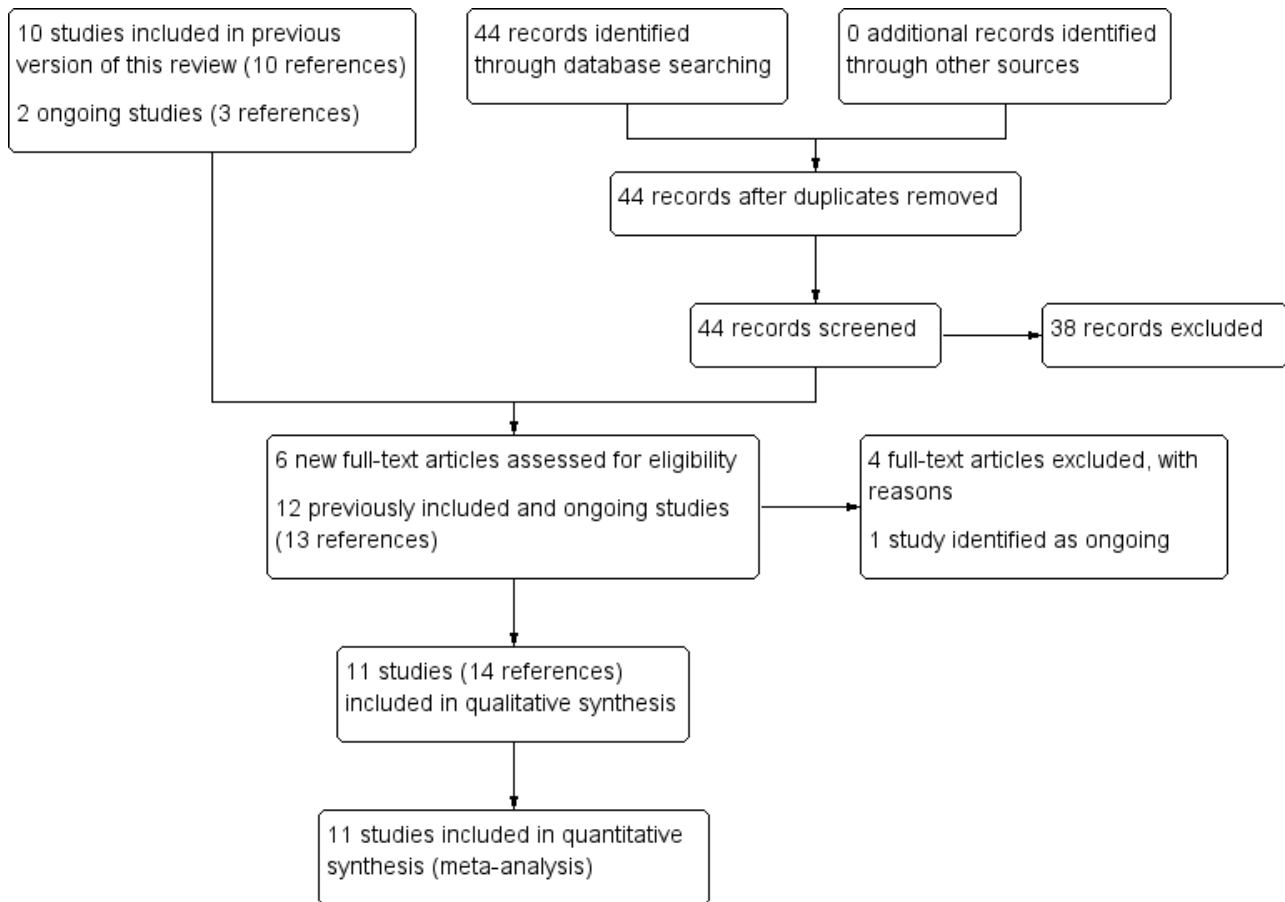 10 studies included in previous
version of this review (10 references)
2 ongoing studies (3 references)
44 records identified
through database searching
0 additional records identified
through other sources
44 records after duplicates removed
44 records screened
38 records excluded
6 new full-text articles assessed for eligibility
12 previously included and ongoing studies
(13 references)
4 full-text articles excluded, with
reasons
1 study identified as ongoing
11 studies (14 references)
included in qualitative synthesis
11 studies included in quantitative
synthesis (meta-analysis)